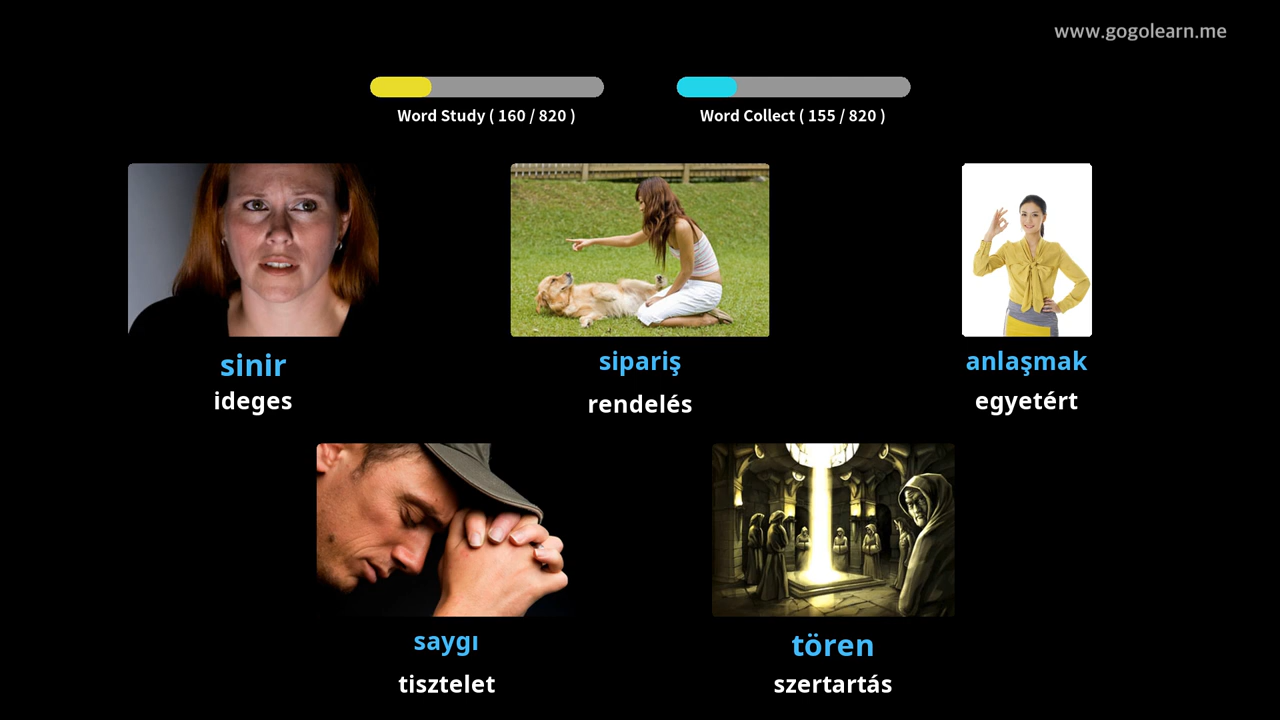 www.gogolearn.me
Word Study ( 160 / 820 )
Word Collect ( 155 / 820 )
sinir
ideges
sipariş
rendelés
anlaşmak
egyetért
saygı
tisztelet
tören
szertartás